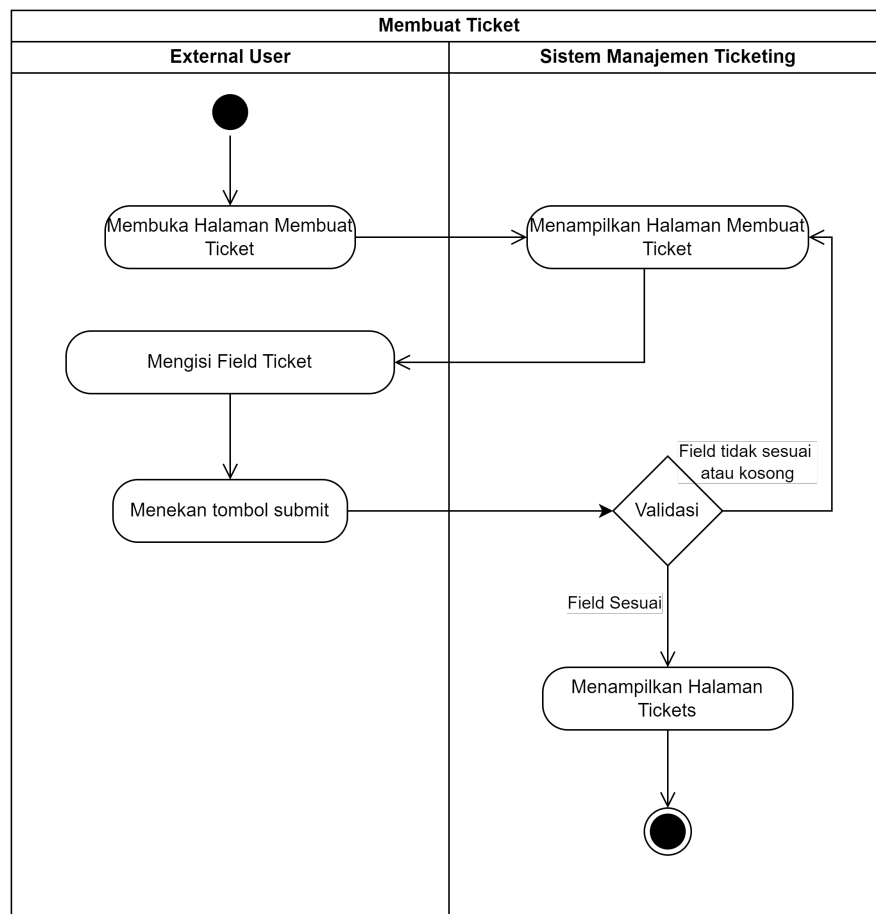 Membuat Ticket
External User
Sistem Manajemen Ticketing
Membuka Halaman Membuat
Ticket
Menampilkan Halaman Membuat
Ticket
Mengisi Field Ticket
Menekan tombol submit
Validasi
Field tidak sesuai
atau kosong
Field Sesuai
Menampilkan Halaman
Tickets